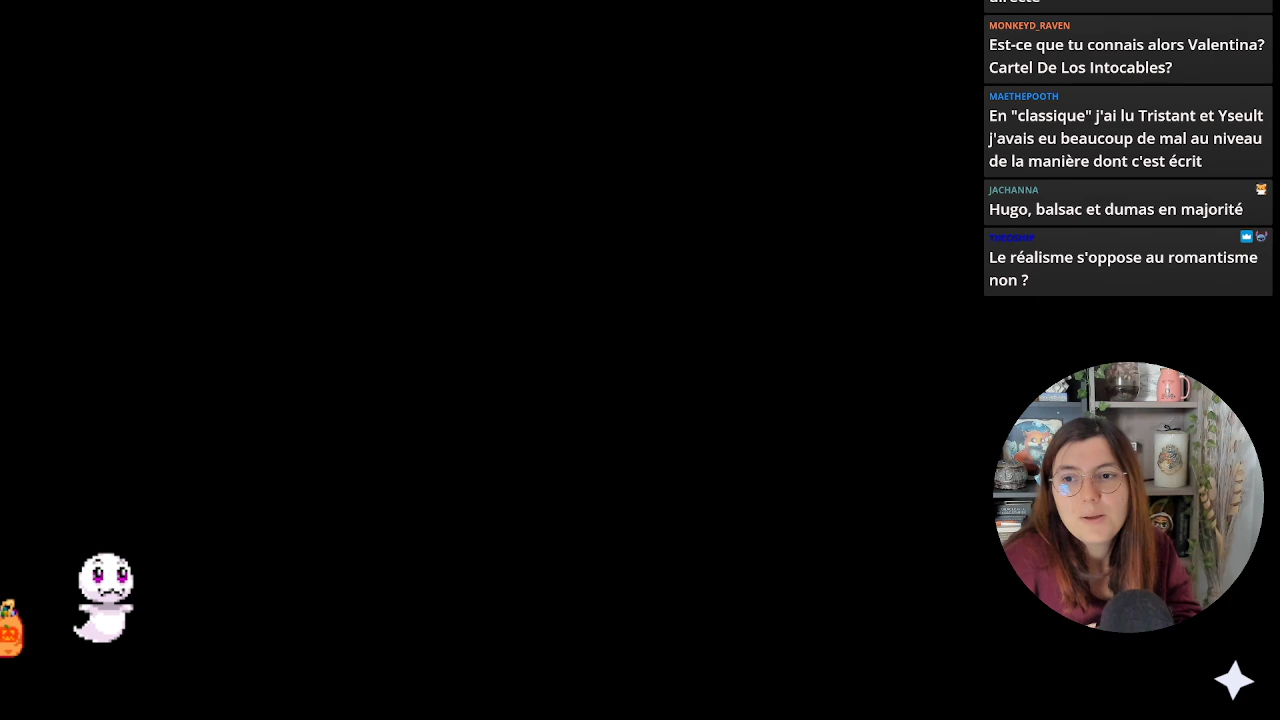 MONKEYD_RAVEN
Est-ce que tu connais alors Valentina?
Cartel De Los Intocables?
MAETHEPOOTH
En "classique" j'ai lu Tristant et Yseult
j'avais eu beaucoup de mal au niveau
de la manière dont c'est écrit
JACHANNA
Hugo, balsac et dumas en majorité
Le réalisme s'oppose au romantisme
non ?